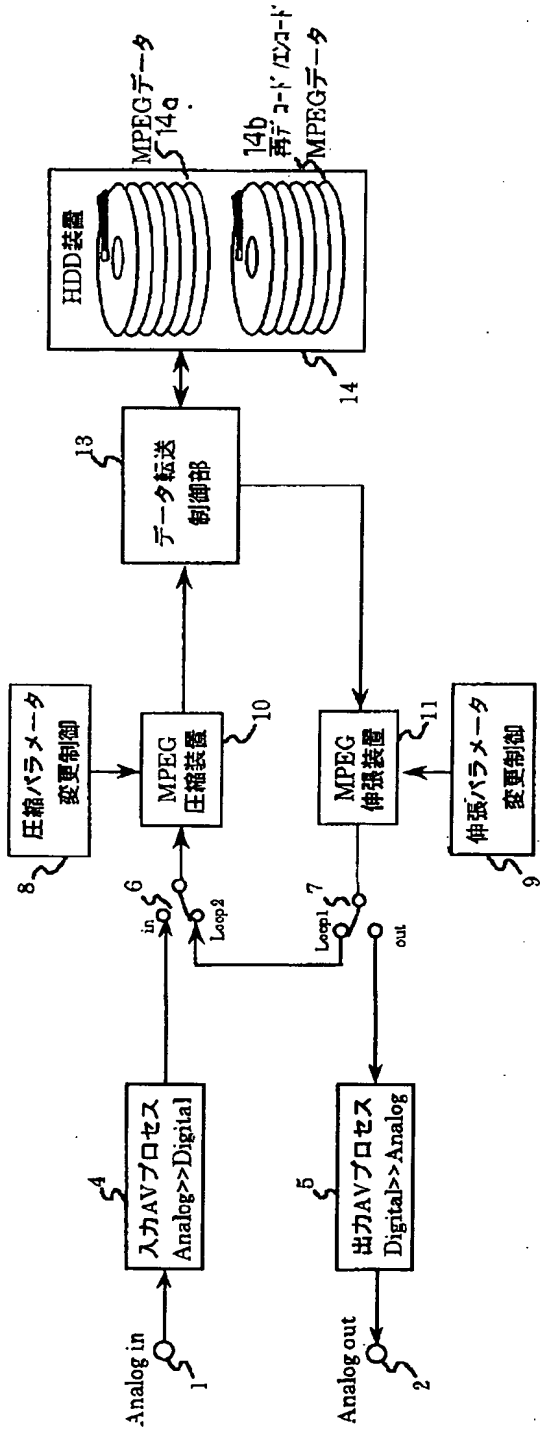 Analog in
1
4
入力AVプロセス
Analog>>Digital
8
圧縮パラメータ
変更制御
6
in
Loop2
MPEG
圧縮装置
10
13
データ転送
制御部
HDD装置
MPEGデータ
14a
14b
再デコード/エンコード
MPEGデータ
14
Analog out
2
5
出力AVプロセス
Digital>>Analog
Loop1
7
out
MPEG
伸張装置
11
伸張パラメータ
変更制御
9